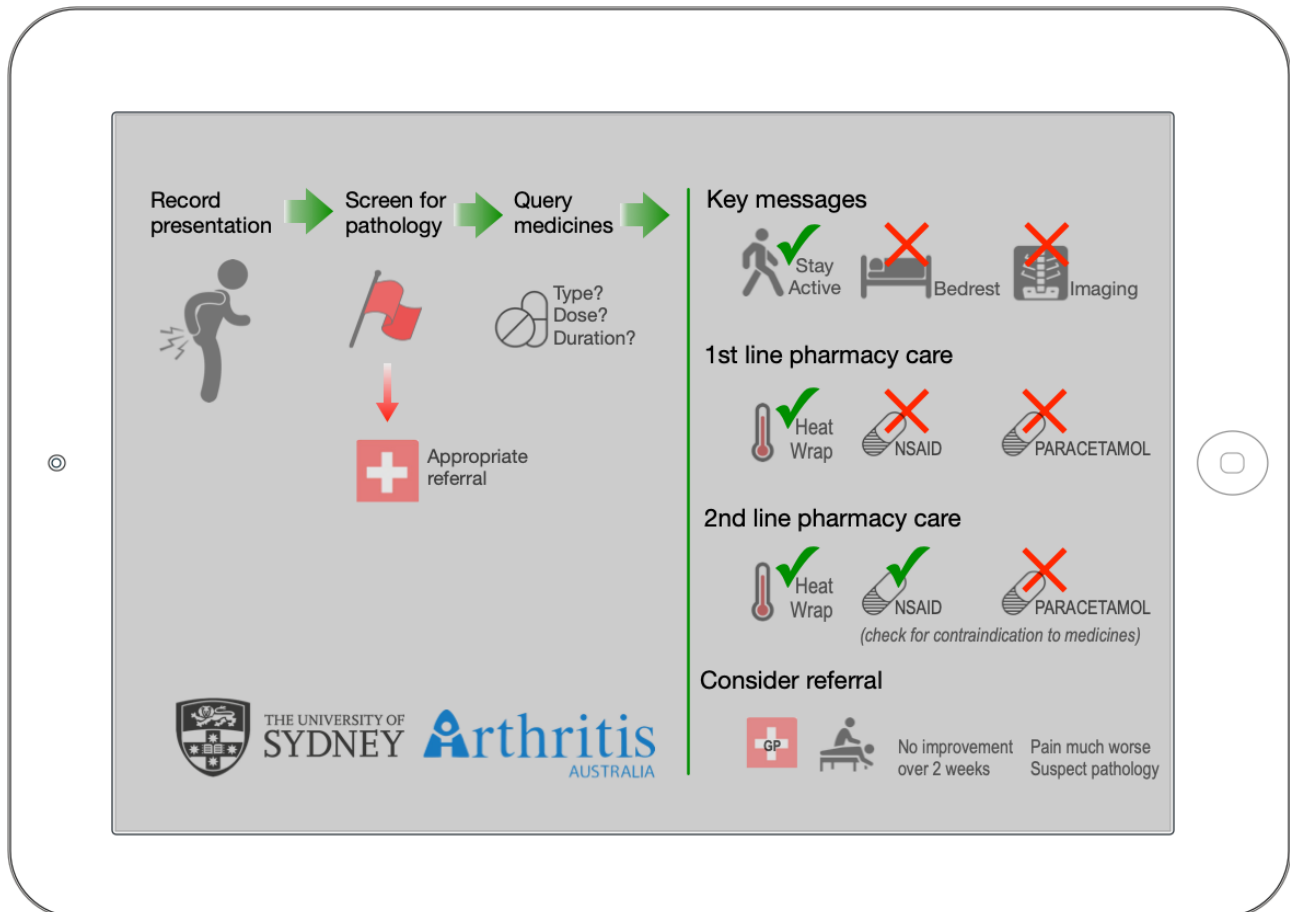 Record
presentation
Screen for
pathology
Query
medicines
Type?
Dose?
Duration?
Appropriate
referral
THE UNIVERSITY OF
SYDNEY
Arthritis
AUSTRALIA
Key messages
Stay
Active
Bedrest
Imaging
1st line pharmacy care
Heat
Wrap
NSAID
PARACETAMOL
2nd line pharmacy care
Heat
Wrap
NSAID
PARACETAMOL
(check for contraindication to medicines)
Consider referral
GP
No improvement
over 2 weeks
Pain much worse
Suspect pathology